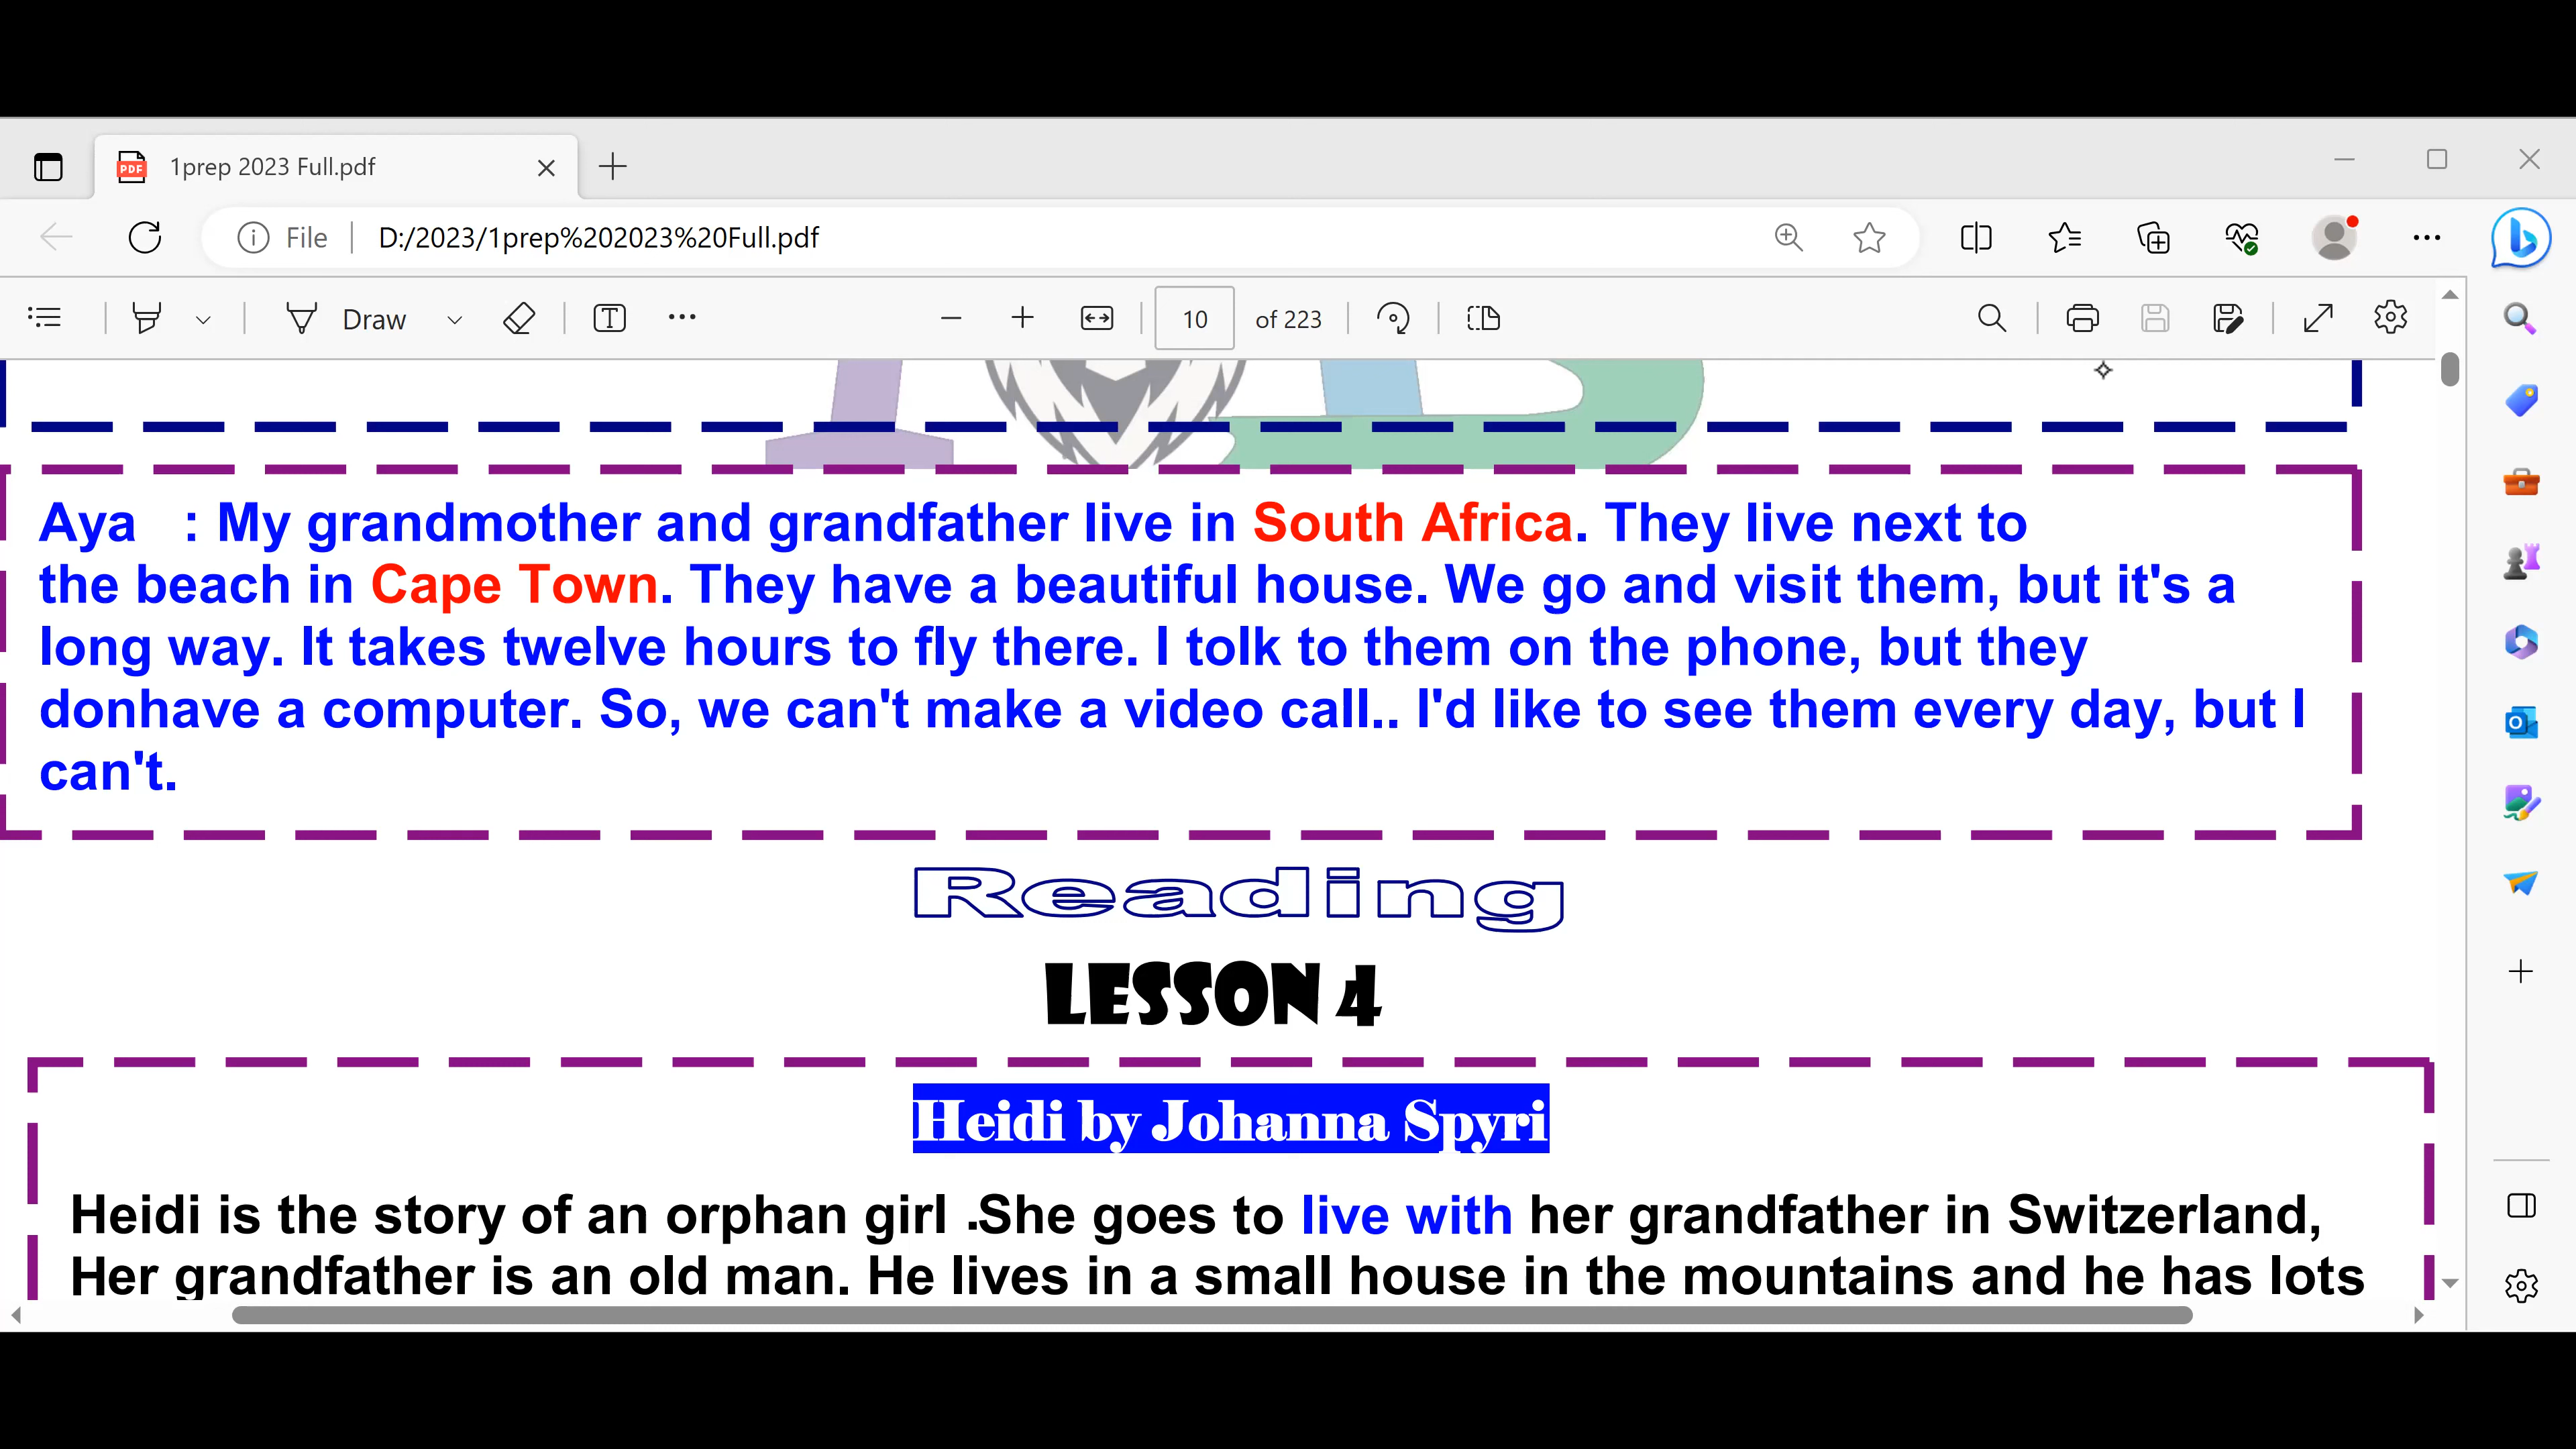 1prep 2023 Full.pdf
File D:/2023/1prep%202023%20Full.pdf
Draw 10 of 223
Aya : My grandmother and grandfather live in South Africa. They live next to
the beach in Cape Town. They have a beautiful house. We go and visit them, but it's a
long way. It takes twelve hours to fly there. I tolk to them on the phone, but they
donhave a computer. So, we can't make a video call.. I'd like to see them every day, but I
can't.
Reading
LESSON 4
Heidi by Johanna Spyri
Heidi is the story of an orphan girl .She goes to live with her grandfather in Switzerland,
Her grandfather is an old man. He lives in a small house in the mountains and he has lots